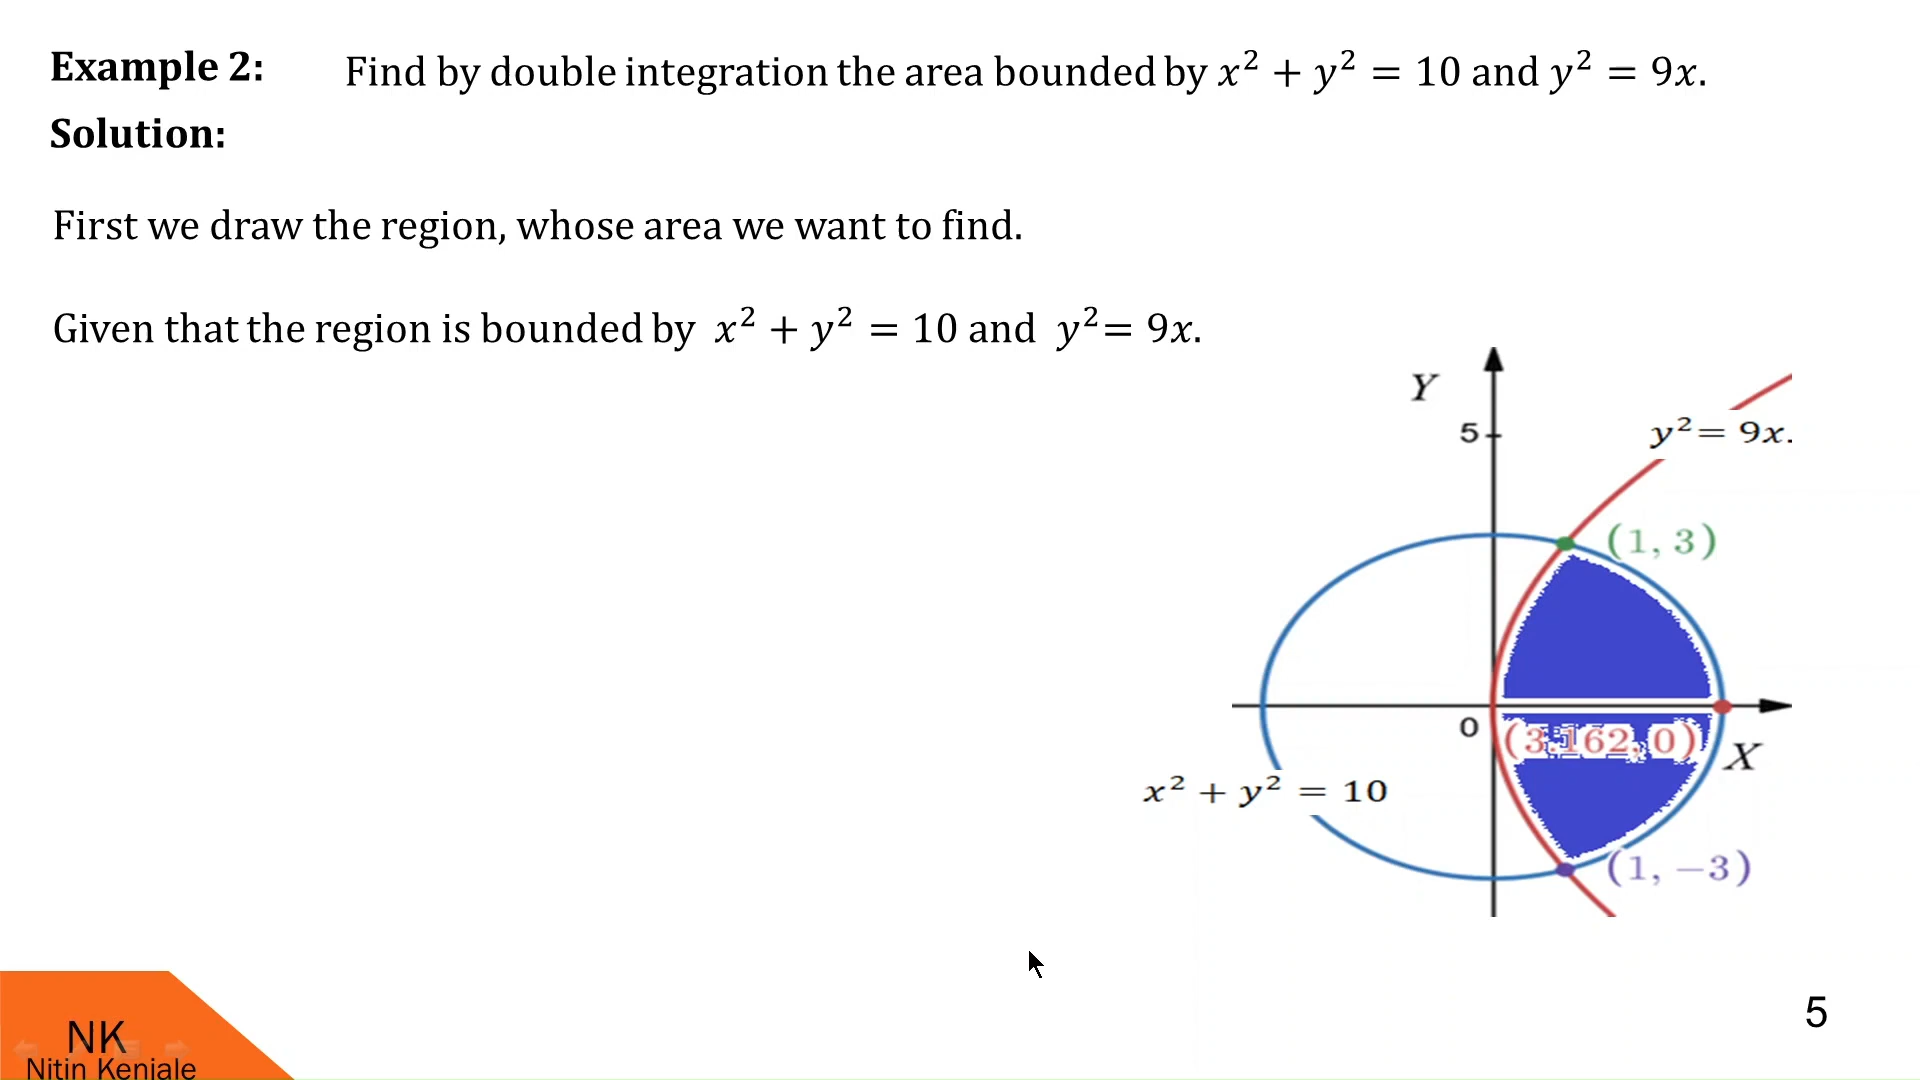 Example 2: Find by double integration the area bounded by x² + y² = 10 and y² = 9x.
Solution:
First we draw the region, whose area we want to find.
Given that the region is bounded by x² + y² = 10 and y²= 9x.
Y
5
y²= 9x.
(1, 3)
0
(3.162, 0)
X
x² + y² = 10
(1, −3)
5
NK
Nitin Keniale